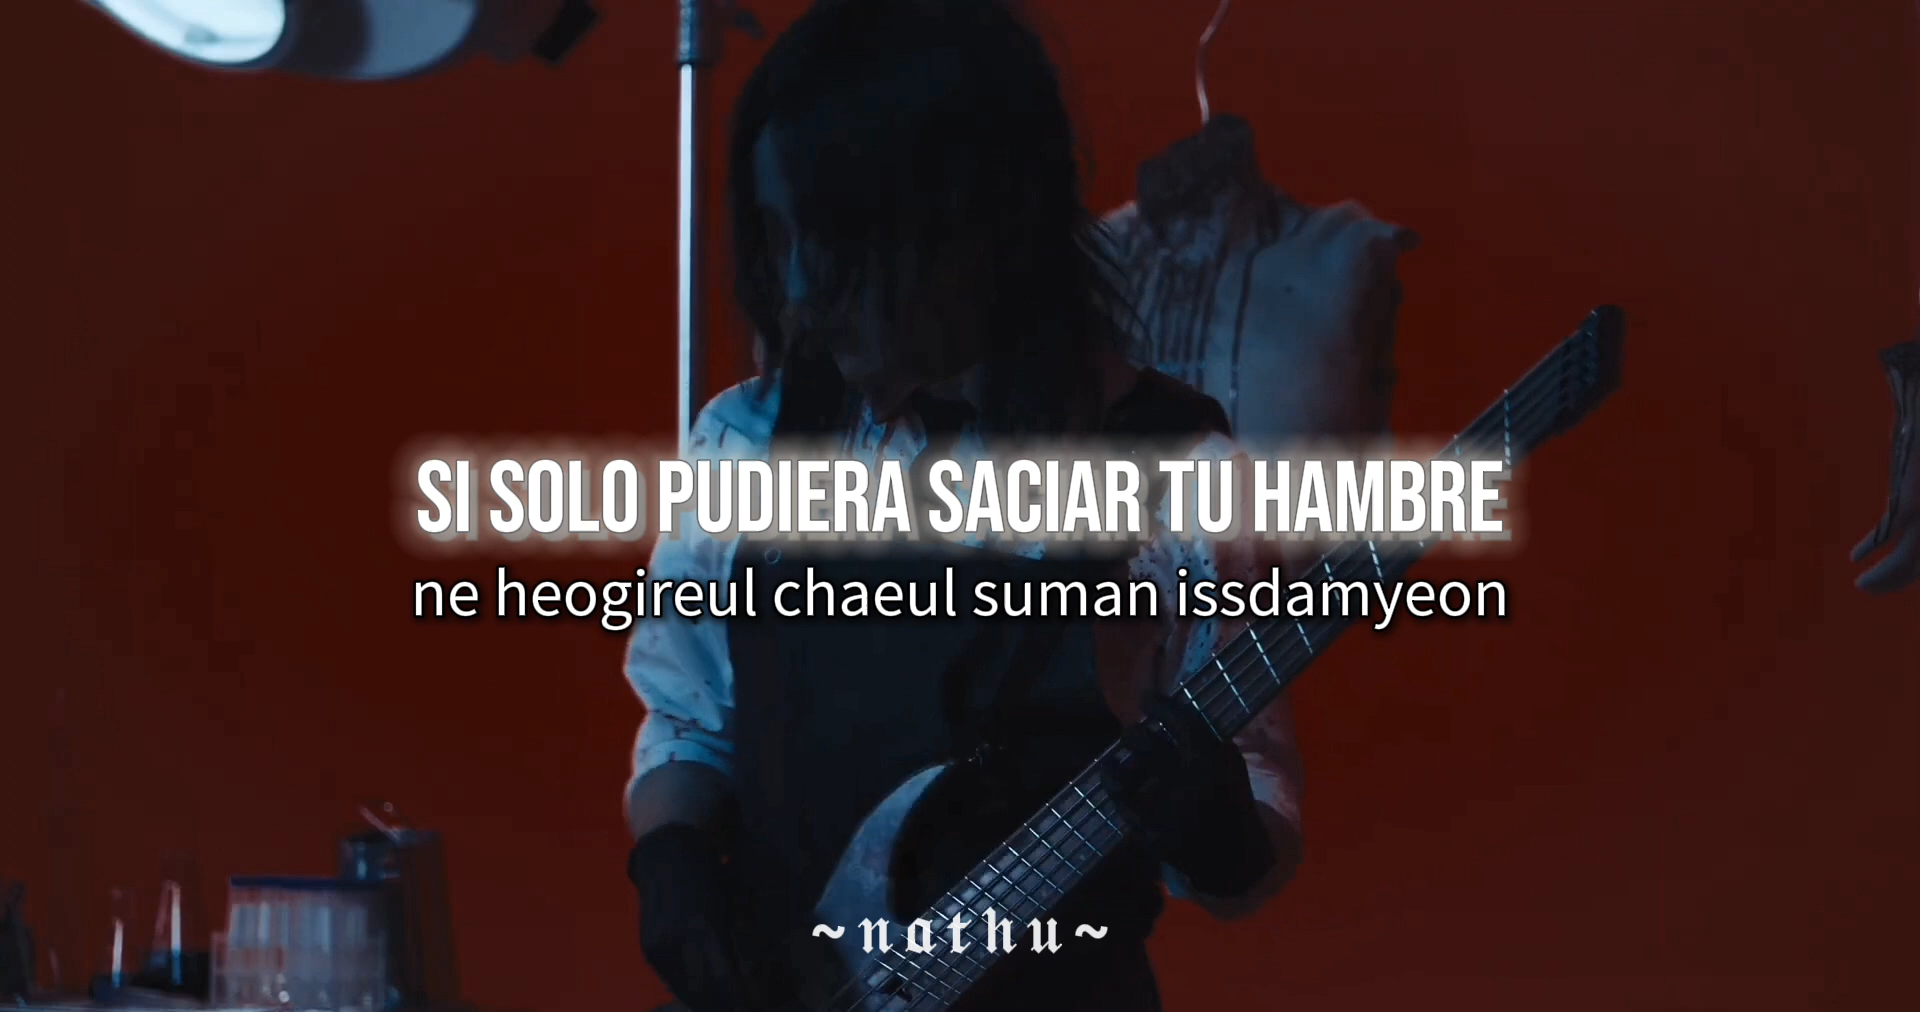 SI SOLO PUDIERA SACIAR TU HAMBRE
ne heogireul chaeul suman issdamyeon
~nathu~